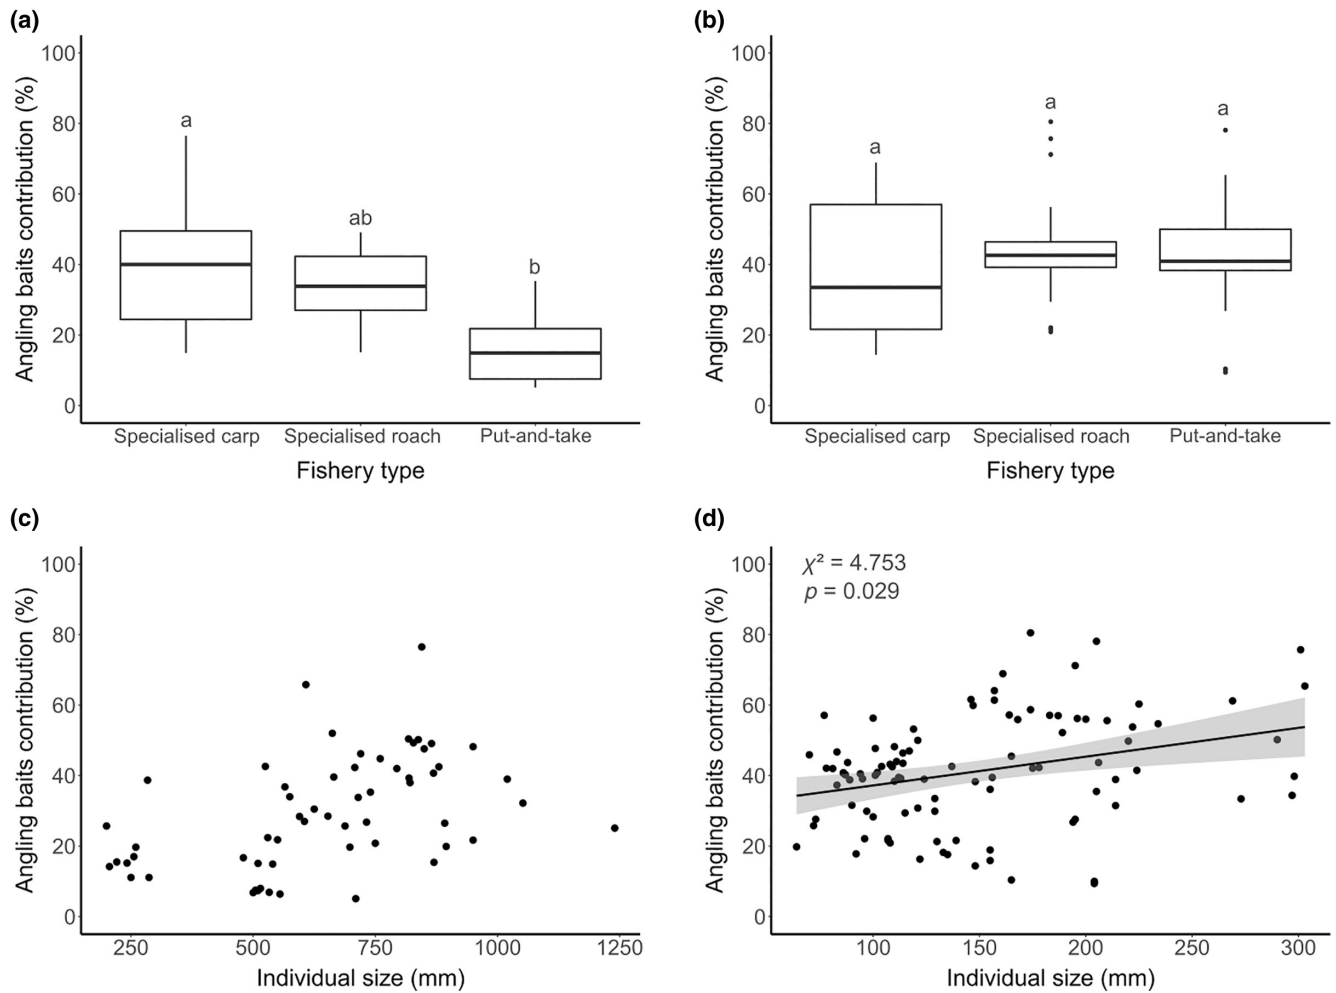 (a)
Angling baits contribution (%)
100
80
60
40
20
0
a
ab
b
Specialised carp
Specialised roach
Put-and-take
Fishery type
(b)
Angling baits contribution (%)
100
80
60
40
20
0
a
a
a
Specialised carp
Specialised roach
Put-and-take
Fishery type
(c)
Angling baits contribution (%)
100
80
60
40
20
0
250
500
750
1000
1250
Individual size (mm)
(d)
Angling baits contribution (%)
100
80
60
40
20
0
χ² = 4.753
p = 0.029
100
150
200
250
300
Individual size (mm)